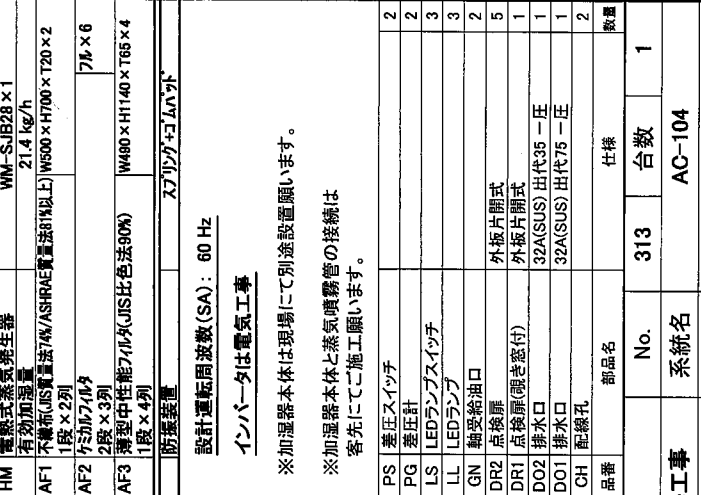 HM 電熱式蒸気発生器 WM-SJB28×1
有効加湿量 21.4 kg/h
AF1 不織布(JIS質量法74%/ASHRAE質量法81%以上) W500×H700×T20×2
1段×2列
AF2 ケミカルフィルタ フル×6
2段×3列
AF3 薄型中性能フィルタ(JIS比色法90%) W490×H1140×T65×4
1段×4列
防振装置 スプリング+ゴムパッド
設計運転周波数(SA): 60 Hz
インバータは電気工事
※加湿器本体は現場にて別途設置願います。
※加湿器本体と蒸気噴霧管の接続は
客先にてご施工願います。
PS 差圧スイッチ 2
PG 差圧計 2
LS LEDランプスイッチ 3
LL LEDランプ 3
GN 軸受給油口 2
DR2 点検扉 外板片開式 5
DR1 点検扉(覗き窓付) 外板片開式 1
DO2 排水口 32A(SUS) 出代35 一圧 1
DO1 排水口 32A(SUS) 出代75 一圧 1
CH 配線孔 2
品番 部品名 仕様 数量
No. 313 台数 1
工事 系統名 AC-104